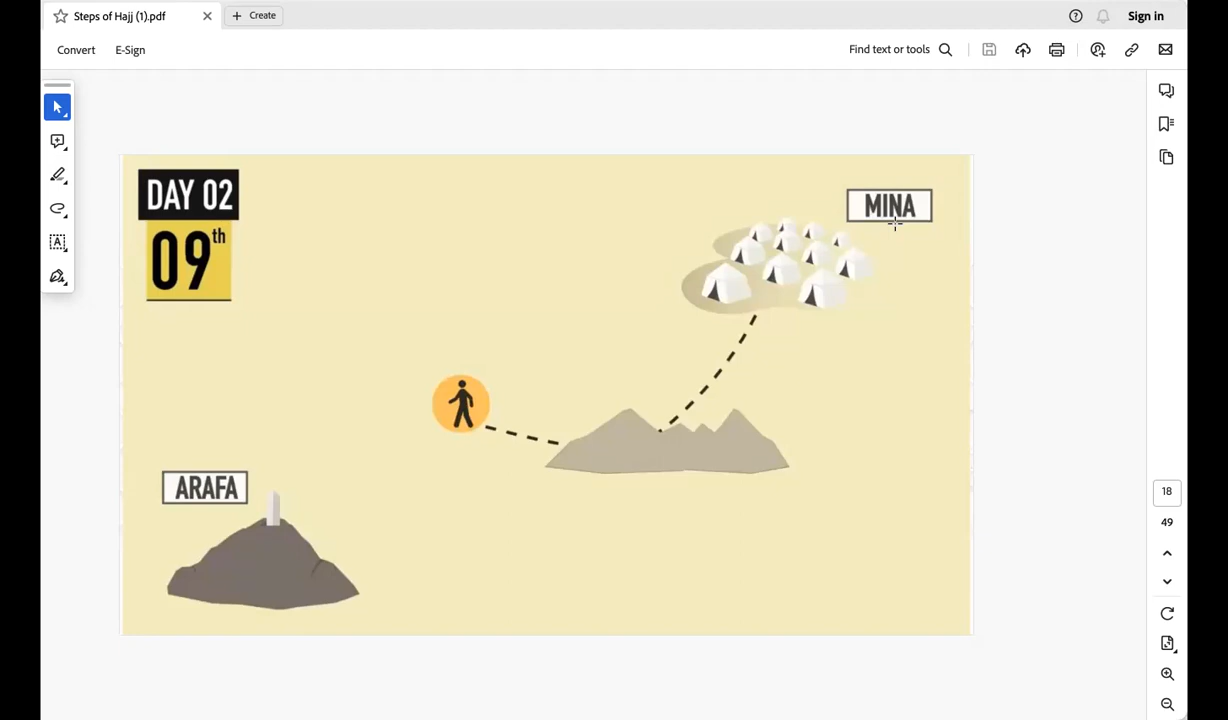 Steps of Hajj (1).pdf
Create
Sign in
Convert
E-Sign
Find text or tools
DAY 02
09th
MINA
ARAFA
18
49